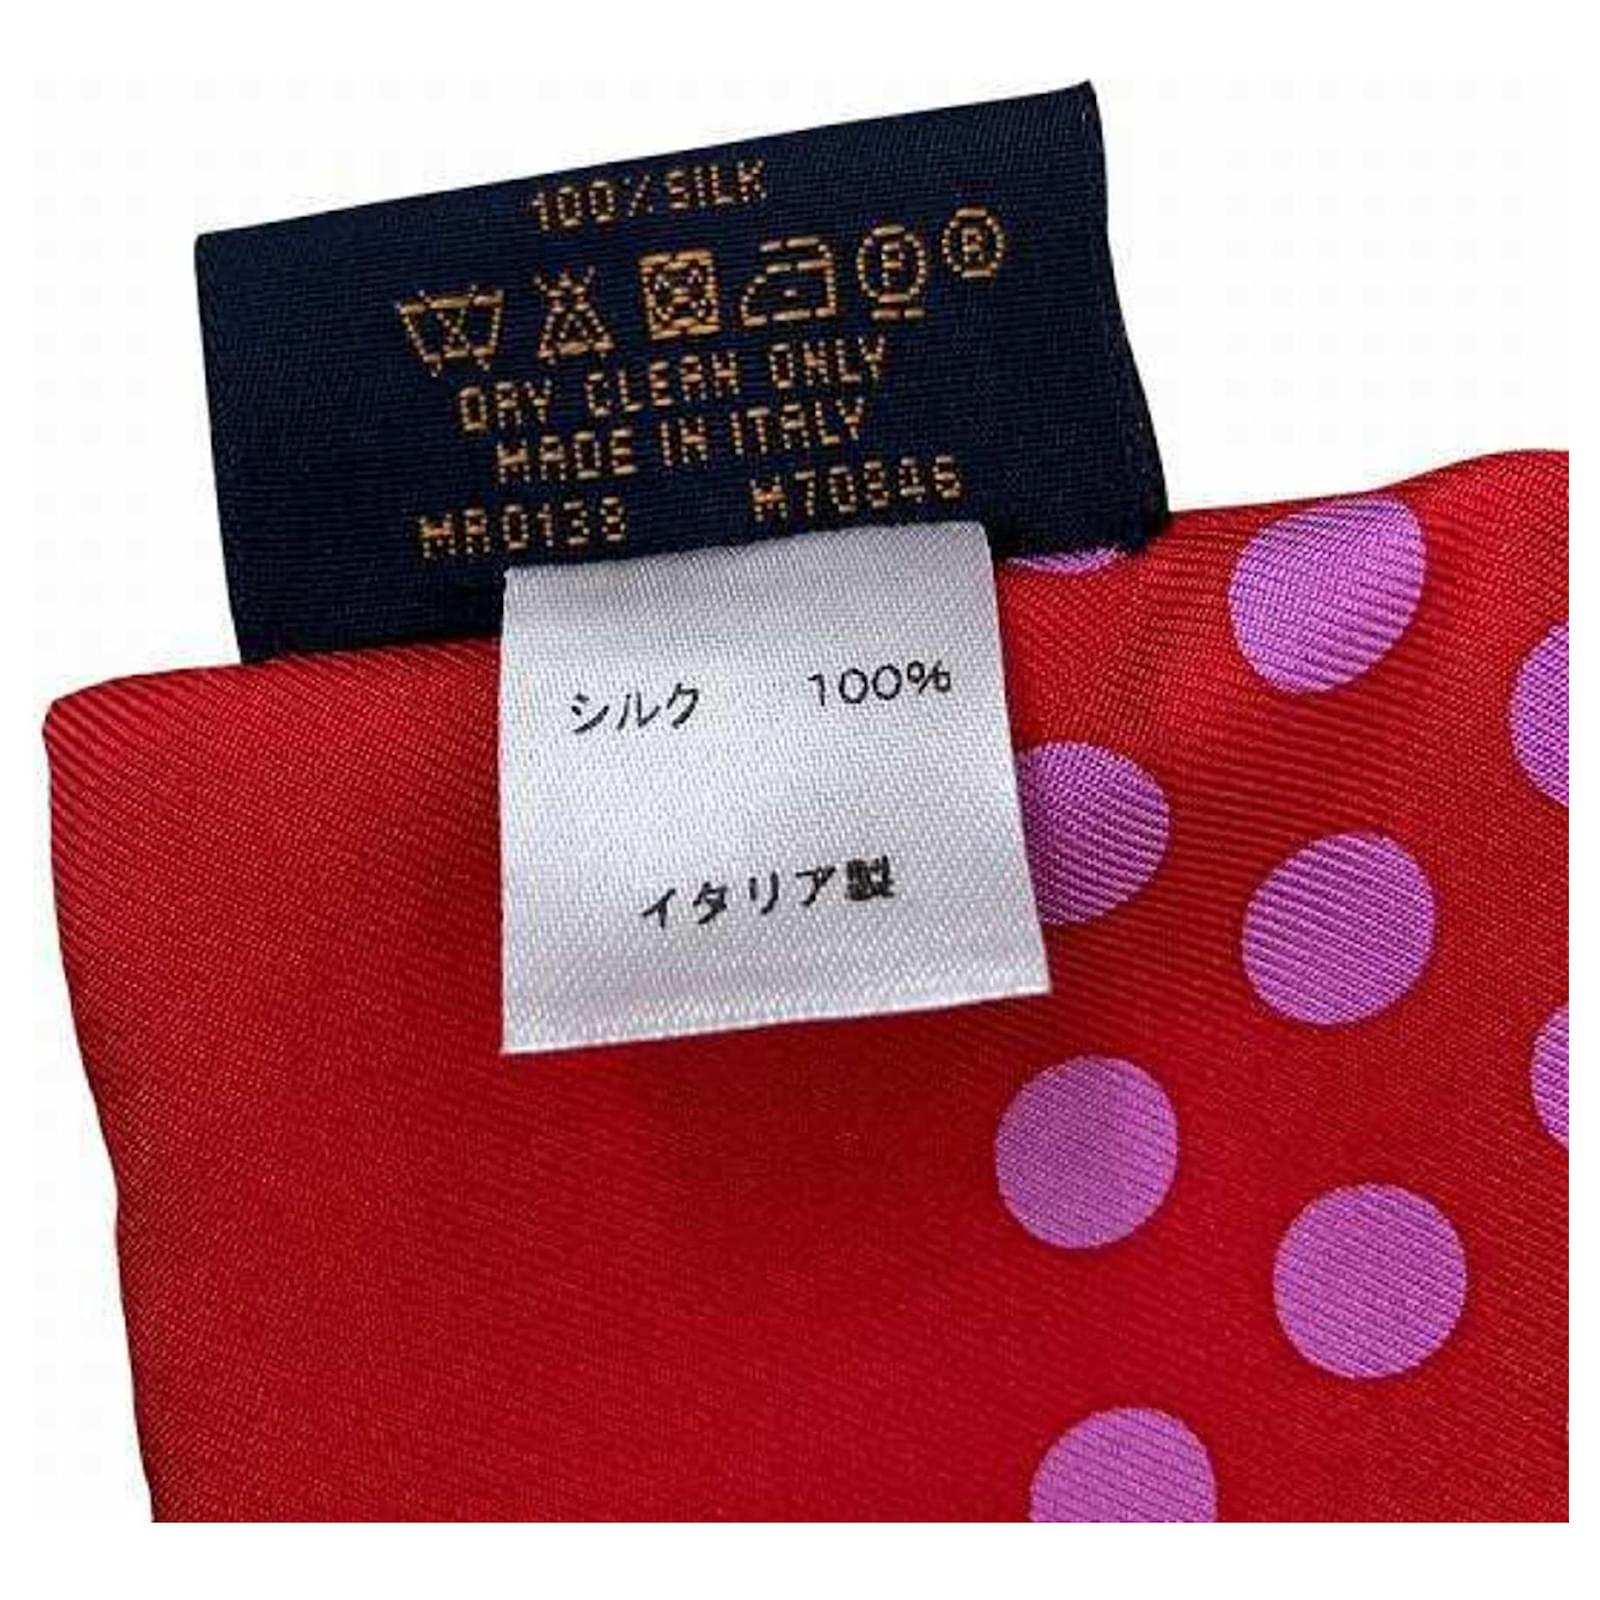 100% SILK
P R
DRY CLEAN ONLY
MADE IN ITALY
MR0138 M70846
シルク 100%
イタリア製